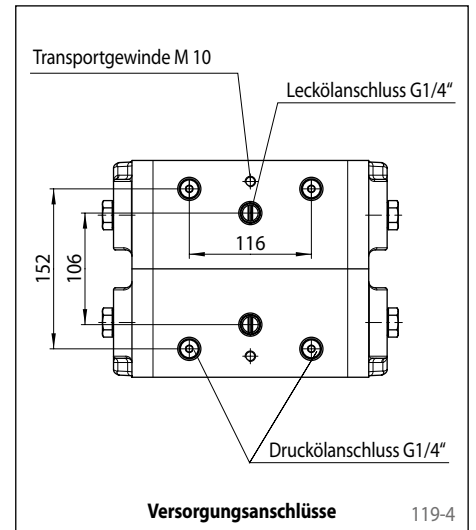 Transportgewinde M 10
Leckölanschluss G1/4“
116
152
106
Druckölanschluss G1/4“
Versorgungsanschlüsse
119-4